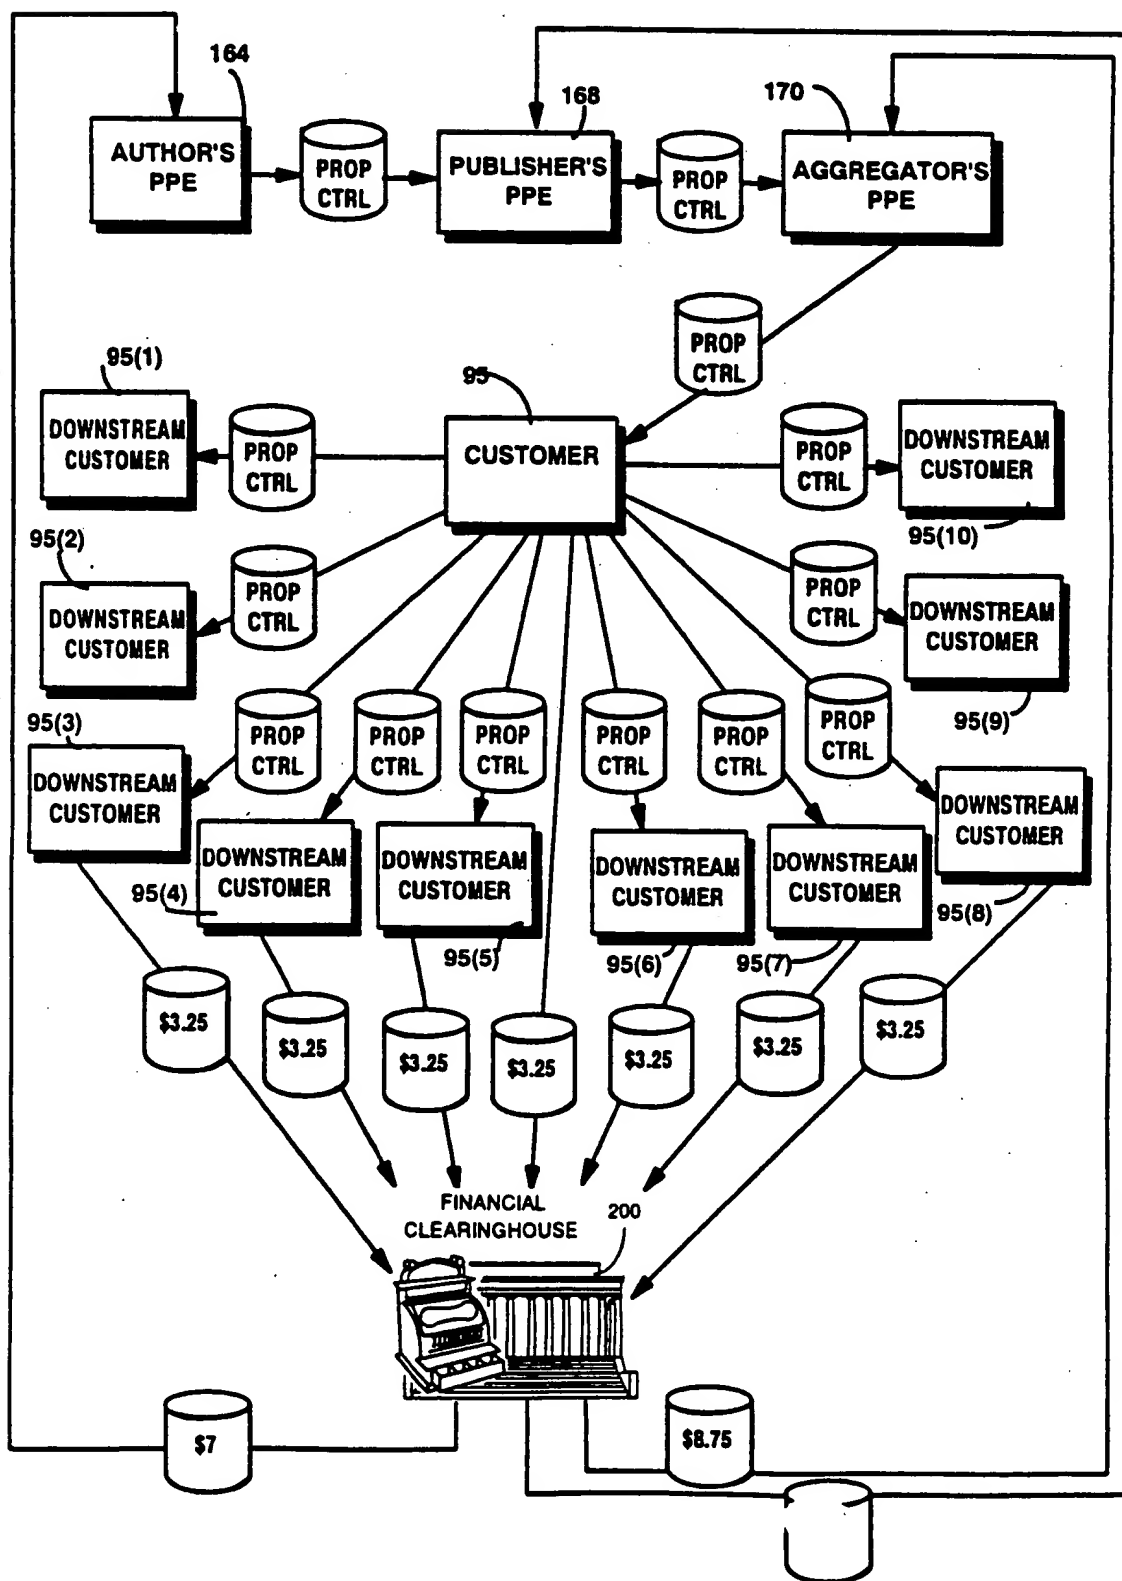 164
168
170
AUTHOR'S
PPE
PROP
CTRL
PUBLISHER'S
PPE
PROP
CTRL
AGGREGATOR'S
PPE
PROP
CTRL
95(1)
95
DOWNSTREAM
CUSTOMER
PROP
CTRL
CUSTOMER
PROP
CTRL
DOWNSTREAM
CUSTOMER
95(10)
95(2)
DOWNSTREAM
CUSTOMER
PROP
CTRL
PROP
CTRL
DOWNSTREAM
CUSTOMER
95(9)
95(3)
DOWNSTREAM
CUSTOMER
PROP
CTRL
PROP
CTRL
PROP
CTRL
PROP
CTRL
PROP
CTRL
PROP
CTRL
DOWNSTREAM
CUSTOMER
95(4)
DOWNSTREAM
CUSTOMER
95(5)
DOWNSTREAM
CUSTOMER
95(6)
DOWNSTREAM
CUSTOMER
95(7)
DOWNSTREAM
CUSTOMER
95(8)
$3.25
$3.25
$3.25
$3.25
$3.25
$3.25
$3.25
FINANCIAL
CLEARINGHOUSE
200
$7
$8.75